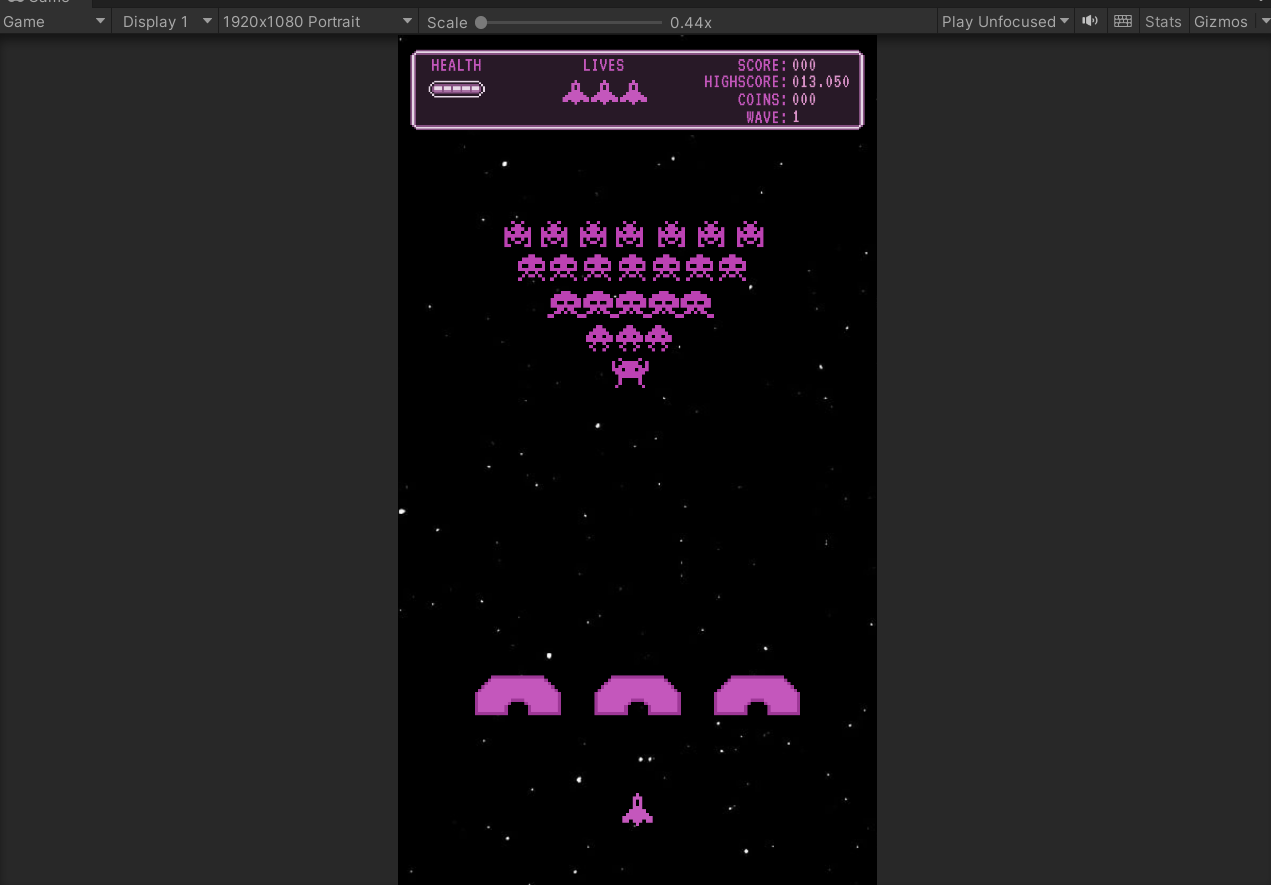 Game
Display 1
1920x1080 Portrait
Scale
0.44x
Play Unfocused
Stats
Gizmos
HEALTH
LIVES
SCORE: 000
HIGHSCORE: 013.050
COINS: 000
WAVE: 1